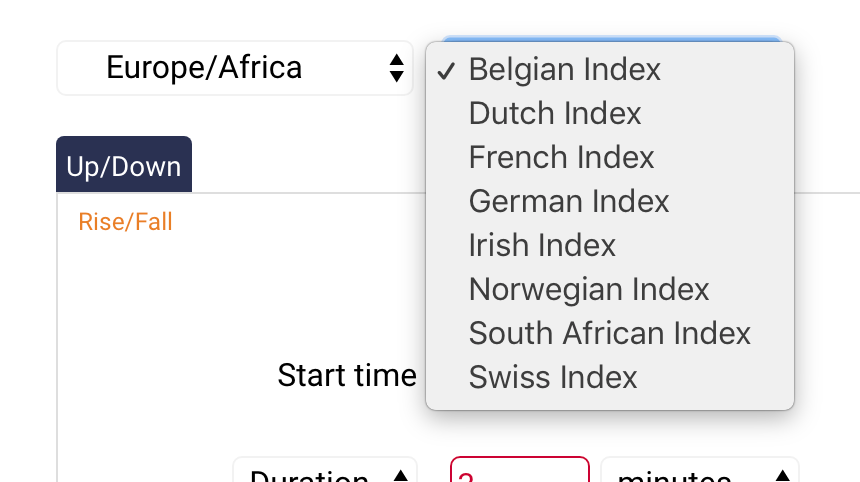 Europe/Africa
✓ Belgian Index
Dutch Index
French Index
German Index
Irish Index
Norwegian Index
South African Index
Swiss Index
Up/Down
Rise/Fall
Start time
Duration
minutes